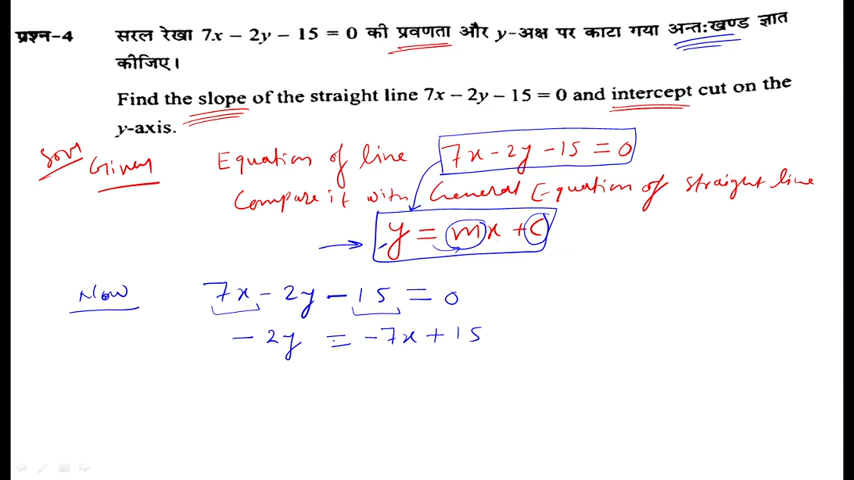 प्रश्न-4 सरल रेखा 7x − 2y − 15 = 0 की प्रवणता और y-अक्ष पर काटा गया अन्त:खण्ड ज्ञात
कीजिए।
Find the slope of the straight line 7x − 2y − 15 = 0 and intercept cut on the
y-axis.
Given Equation of line 7x - 2y - 15 = 0
Compare it with General Equation of straight line
y = mx + c
Now 7x - 2y - 15 = 0
- 2y = -7x + 15